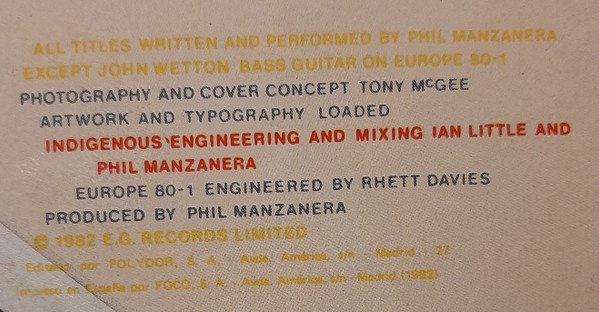 ALL TITLES WRITTEN AND PERFORMED BY PHIL MANZANERA
EXCEPT JOHN WETTON BASS GUITAR ON EUROPE 80-1
PHOTOGRAPHY AND COVER CONCEPT TONY McGEE
ARTWORK AND TYPOGRAPHY LOADED
INDIGENOUS ENGINEERING AND MIXING IAN LITTLE AND
PHIL MANZANERA
EUROPE 80-1 ENGINEERED BY RHETT DAVIES
PRODUCED BY PHIL MANZANERA
© 1982 E.G. RECORDS LIMITED
Editado por POLYDOR, S. A. - Avda. América, s/n - Madrid - 27
Impreso en España por FOCO, S. A. - Avda. América, s/n - Madrid (1982)